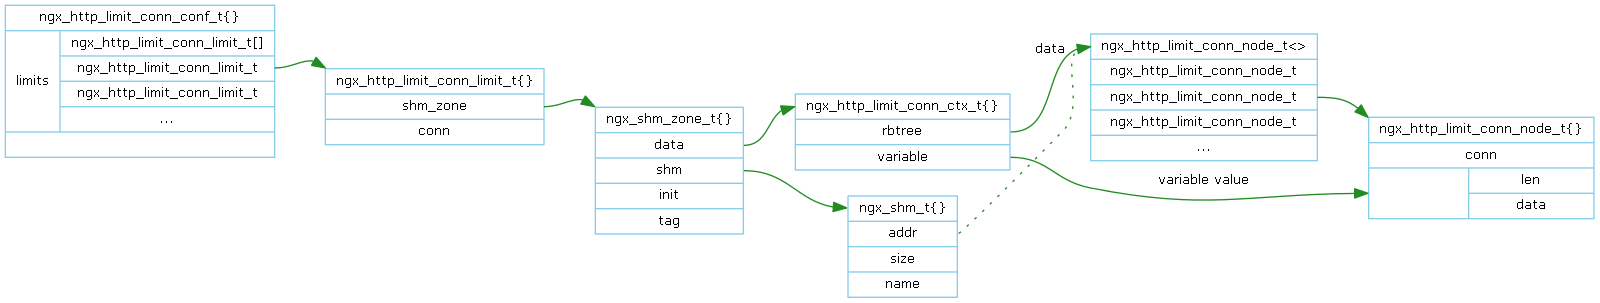 ngx_http_limit_conn_conf_t{}
limits
ngx_http_limit_conn_limit_t[]
ngx_http_limit_conn_limit_t
ngx_http_limit_conn_limit_t
...
ngx_http_limit_conn_limit_t{}
shm_zone
conn
ngx_shm_zone_t{}
data
shm
init
tag
ngx_http_limit_conn_ctx_t{}
rbtree
variable
ngx_shm_t{}
addr
size
name
data
ngx_http_limit_conn_node_t<>
ngx_http_limit_conn_node_t
ngx_http_limit_conn_node_t
ngx_http_limit_conn_node_t
...
variable value
ngx_http_limit_conn_node_t{}
conn
len
data